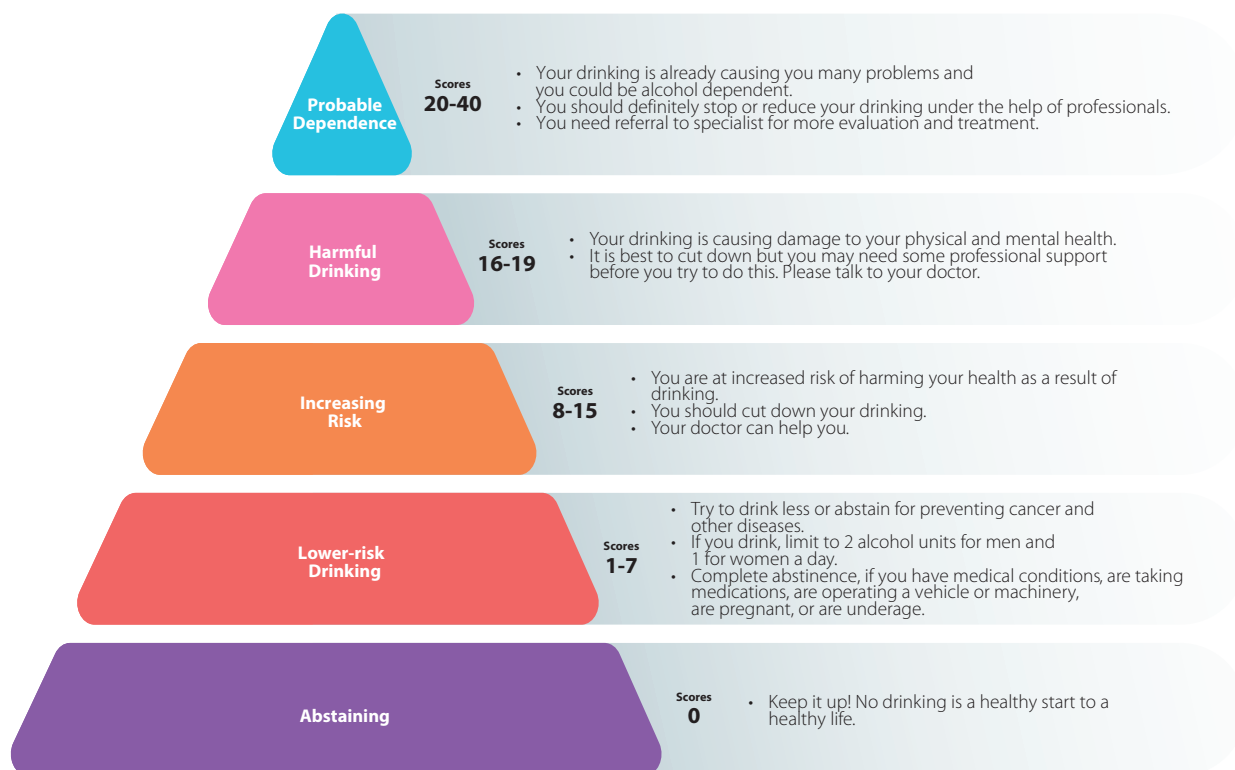 Probable
Dependence
Scores
20-40
• Your drinking is already causing you many problems and
you could be alcohol dependent.
• You should definitely stop or reduce your drinking under the help of professionals.
• You need referral to specialist for more evaluation and treatment.
Harmful
Drinking
Scores
16-19
• Your drinking is causing damage to your physical and mental health.
• It is best to cut down but you may need some professional support
before you try to do this. Please talk to your doctor.
Increasing
Risk
Scores
8-15
• You are at increased risk of harming your health as a result of
drinking.
• You should cut down your drinking.
• Your doctor can help you.
Lower-risk
Drinking
Scores
1-7
• Try to drink less or abstain for preventing cancer and
other diseases.
• If you drink, limit to 2 alcohol units for men and
1 for women a day.
• Complete abstinence, if you have medical conditions, are taking
medications, are operating a vehicle or machinery,
are pregnant, or are underage.
Abstaining
Scores
0
• Keep it up! No drinking is a healthy start to a
healthy life.